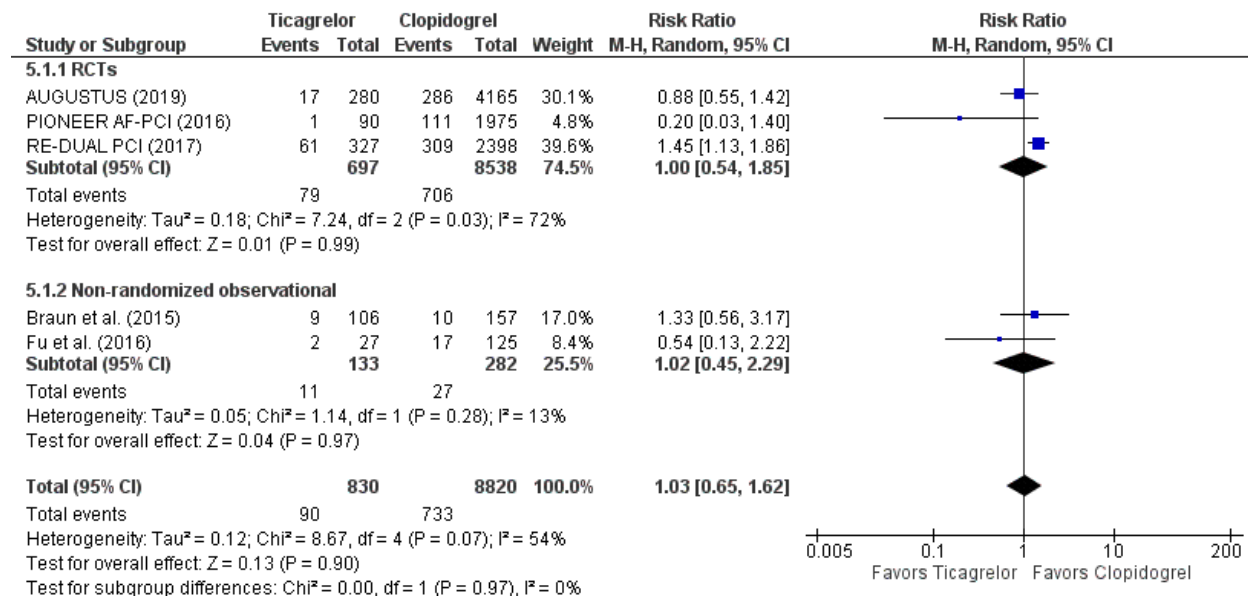 Ticagrelor Clopidogrel Risk Ratio Risk Ratio
Study or Subgroup Events Total Events Total Weight M-H, Random, 95% CI M-H, Random, 95% CI
5.1.1 RCTs
AUGUSTUS (2019) 17 280 286 4165 30.1% 0.88 [0.55, 1.42]
PIONEER AF-PCI (2016) 1 90 111 1975 4.8% 0.20 [0.03, 1.40]
RE-DUAL PCI (2017) 61 327 309 2398 39.6% 1.45 [1.13, 1.86]
Subtotal (95% CI) 697 8538 74.5% 1.00 [0.54, 1.85]
Total events 79 706
Heterogeneity: Tau² = 0.18; Chi² = 7.24, df = 2 (P = 0.03); I² = 72%
Test for overall effect: Z = 0.01 (P = 0.99)
5.1.2 Non-randomized observational
Braun et al. (2015) 9 106 10 157 17.0% 1.33 [0.56, 3.17]
Fu et al. (2016) 2 27 17 125 8.4% 0.54 [0.13, 2.22]
Subtotal (95% CI) 133 282 25.5% 1.02 [0.45, 2.29]
Total events 11 27
Heterogeneity: Tau² = 0.05; Chi² = 1.14, df = 1 (P = 0.28); I² = 13%
Test for overall effect: Z = 0.04 (P = 0.97)
Total (95% CI) 830 8820 100.0% 1.03 [0.65, 1.62]
Total events 90 733
Heterogeneity: Tau² = 0.12; Chi² = 8.67, df = 4 (P = 0.07); I² = 54%
Test for overall effect: Z = 0.13 (P = 0.90)
Test for subgroup differences: Chi² = 0.00, df = 1 (P = 0.97), I² = 0%
0.005 0.1 1 10 200
Favors Ticagrelor Favors Clopidogrel